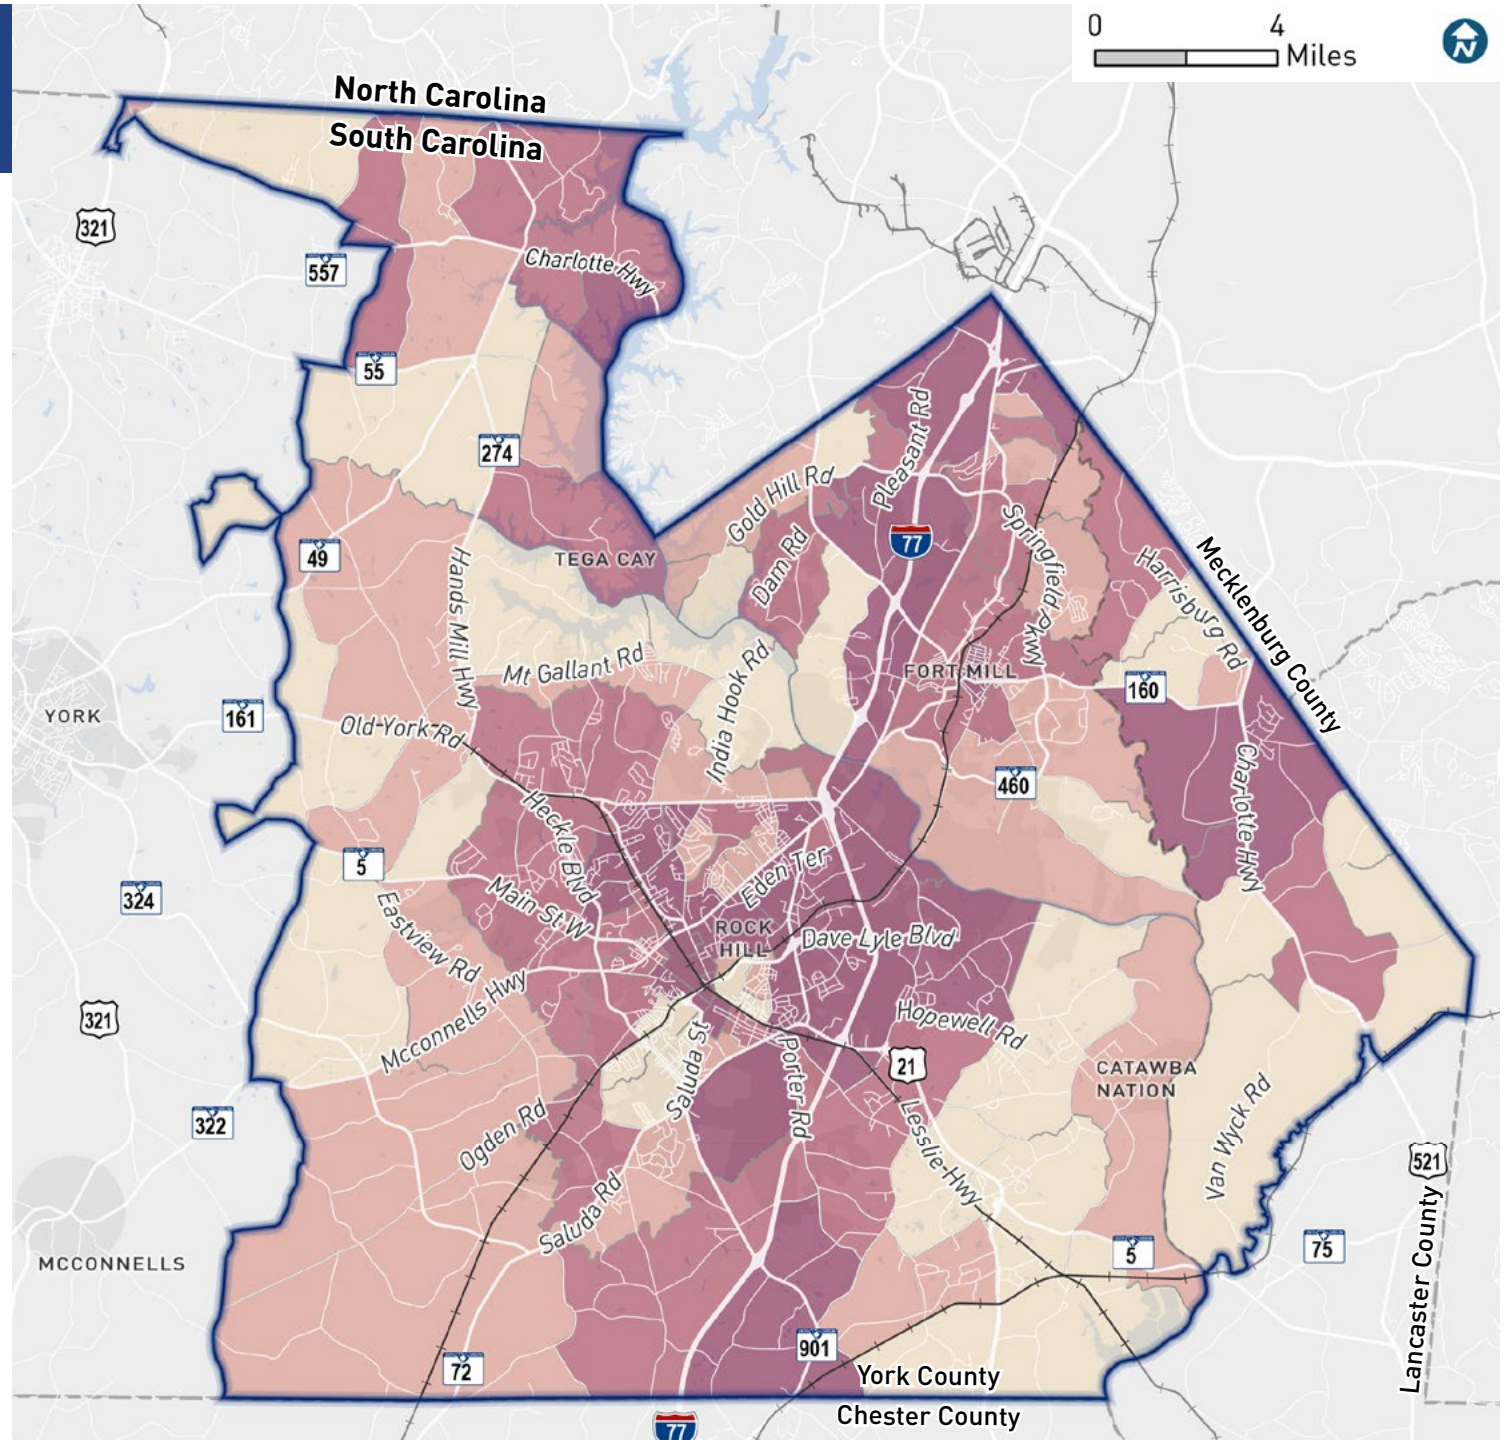 0 4
Miles
N
North Carolina
South Carolina
321
557
Charlotte Hwy
55
274
Pleasant Rd
Gold Hill Rd
77
Springfield Pkwy
49
TEGA CAY
Dam Rd
Harrisburg Rd
Mecklenburg County
Hands Mill Hwy
Mt Gallant Rd
India Hook Rd
FORT MILL
160
YORK
161
Old York Rd
460
Charlotte Hwy
Heckle Blvd
5
324
Eden Ter
Main St W
Eastview Rd
ROCK
HILL
Dave Lyle Blvd
321
Mcconnells Hwy
Hopewell Rd
Saluda St
Porter Rd
21
CATAWBA
NATION
322
Ogden Rd
Lesslie Hwy
Van Wyck Rd
521
Saluda Rd
MCCONNELLS
5
75
Lancaster County
901
72
York County
Chester County
77